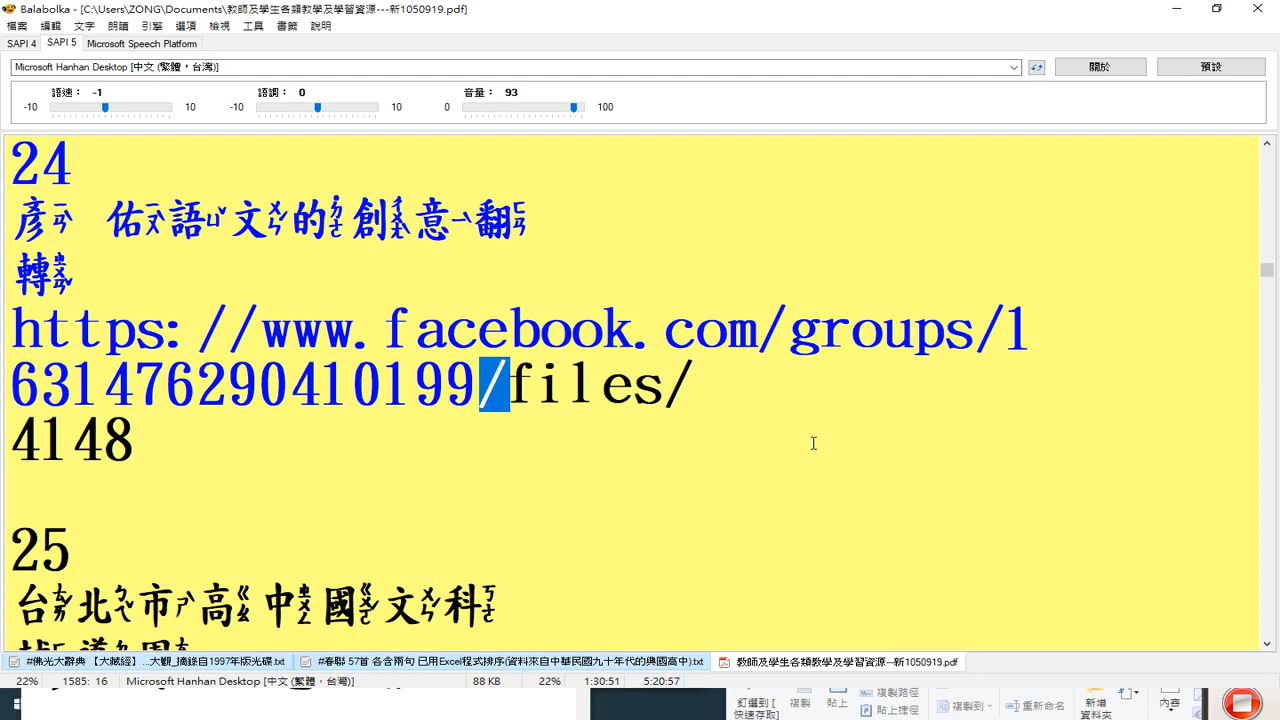 Balabolka - [C:\Users\ZONG\Documents\教師及學生各類教學及學習資源---新1050919.pdf]
檔案 編輯 文字 朗讀 引擎 選項 檢視 工具 書籤 說明
SAPI 4 SAPI 5 Microsoft Speech Platform
Microsoft Hanhan Desktop [中文 (繁體，台灣)] 關於 預設
語速： -1 語調： 0 音量： 93
-10 10 -10 10 0 100
24
彥 佑語文的創意翻
轉
https://www.facebook.com/groups/1
631476290410199/files/
4148
25
台北市高中國文科
#佛光大辭典 【大藏經】...大觀_摘錄自1997年版光碟.txt #春聯 57首 各含兩句 已用Excel程式排序(資料來自中華民國九十年代的興國高中).txt 教師及學生各類教學及學習資源---新1050919.pdf
22% 1585: 16 Microsoft Hanhan Desktop [中文 (繁體，台灣)] 88 KB 22% 1:30:51 5:20:57
釘選到 [ 複製 貼上 複製路徑 新增 內容
快速存取] 貼上捷徑 複製到 重新命名 資料夾